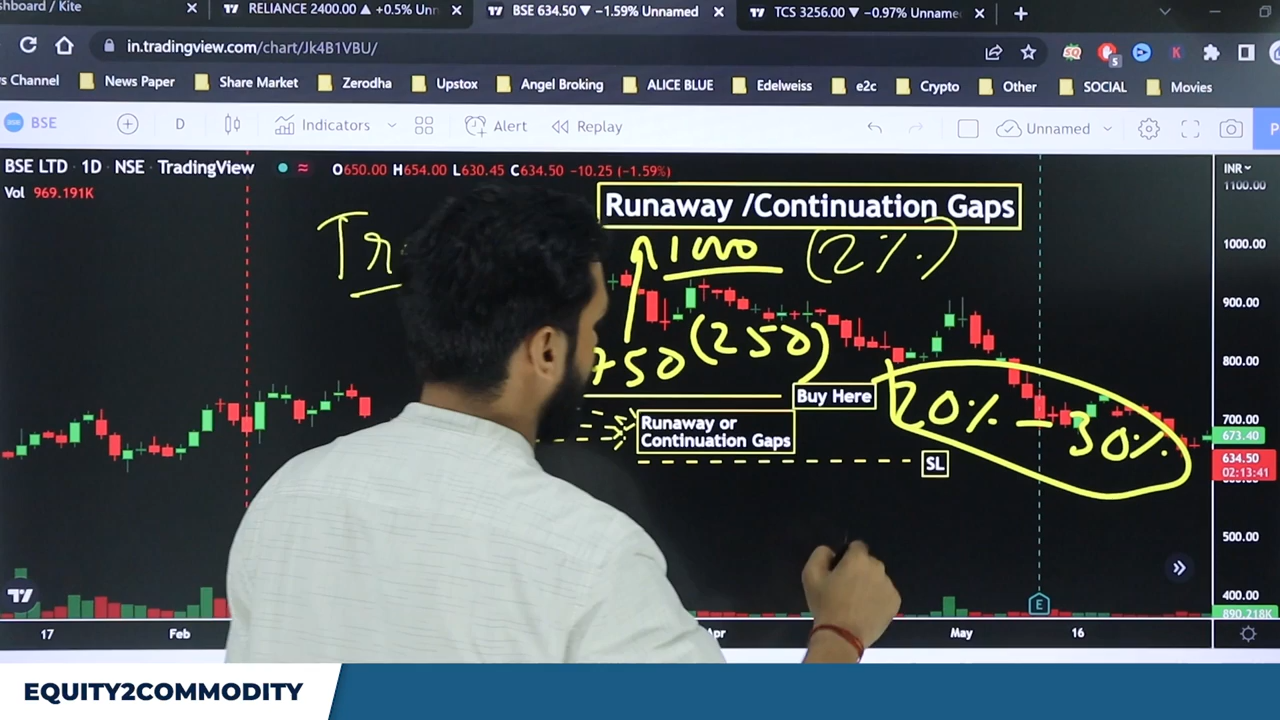 shboard / Kite
RELIANCE 2400.00 ▲ +0.5% Unn
BSE 634.50 ▼ −1.59% Unnamed
TCS 3256.00 ▼ −0.97% Unname
in.tradingview.com/chart/Jk4B1VBU/
s Channel
News Paper
Share Market
Zerodha
Upstox
Angel Broking
ALICE BLUE
Edelweiss
e2c
Crypto
Other
SOCIAL
Movies
BSE
D
Indicators
Alert
Replay
Unnamed
BSE LTD · 1D · NSE · TradingView
O650.00 H654.00 L630.45 C634.50 −10.25 (−1.59%)
INR
Vol 969.191K
1100.00
Runaway /Continuation Gaps
Tr
1000 (2%)
1000.00
900.00
750 (250)
800.00
Buy Here
20% – 30%
Runaway or
Continuation Gaps
700.00
673.40
SL
634.50
02:13:41
500.00
400.00
E
890.218K
17
Feb
Apr
May
16
EQUITY2COMMODITY